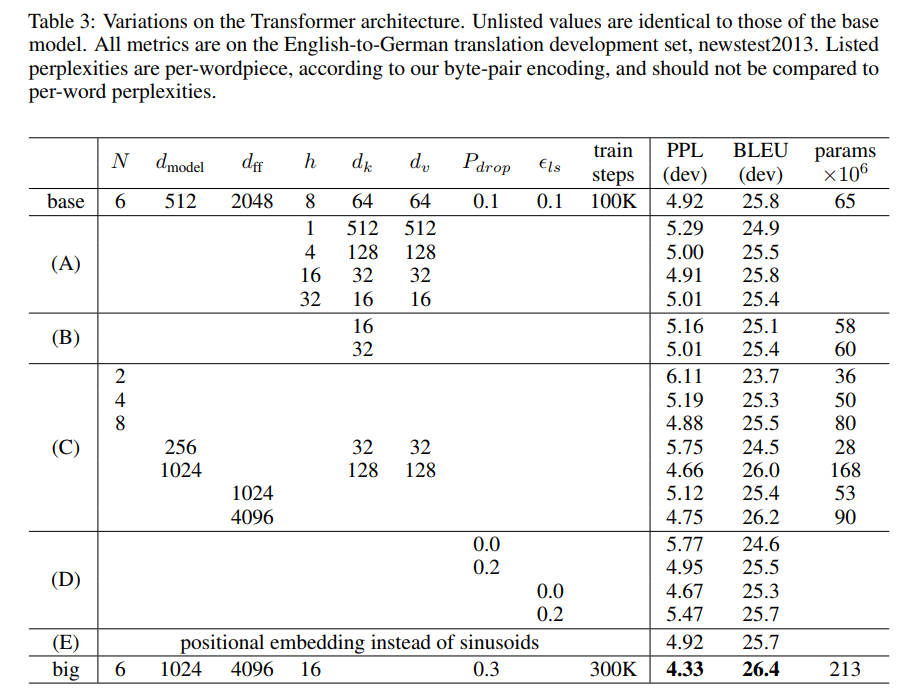 Table 3: Variations on the Transformer architecture. Unlisted values are identical to those of the base
model. All metrics are on the English-to-German translation development set, newstest2013. Listed
perplexities are per-wordpiece, according to our byte-pair encoding, and should not be compared to
per-word perplexities.
N d_model d_ff h d_k d_v P_drop ϵ_ls train steps PPL (dev) BLEU (dev) params ×10^6
base 6 512 2048 8 64 64 0.1 0.1 100K 4.92 25.8 65
(A)
1 512 512 5.29 24.9
4 128 128 5.00 25.5
16 32 32 4.91 25.8
32 16 16 5.01 25.4
(B)
16 5.16 25.1 58
32 5.01 25.4 60
(C)
2 6.11 23.7 36
4 5.19 25.3 50
8 4.88 25.5 80
256 32 32 5.75 24.5 28
1024 128 128 4.66 26.0 168
1024 5.12 25.4 53
4096 4.75 26.2 90
(D)
0.0 5.77 24.6
0.2 4.95 25.5
0.0 4.67 25.3
0.2 5.47 25.7
(E) positional embedding instead of sinusoids 4.92 25.7
big 6 1024 4096 16 0.3 300K 4.33 26.4 213